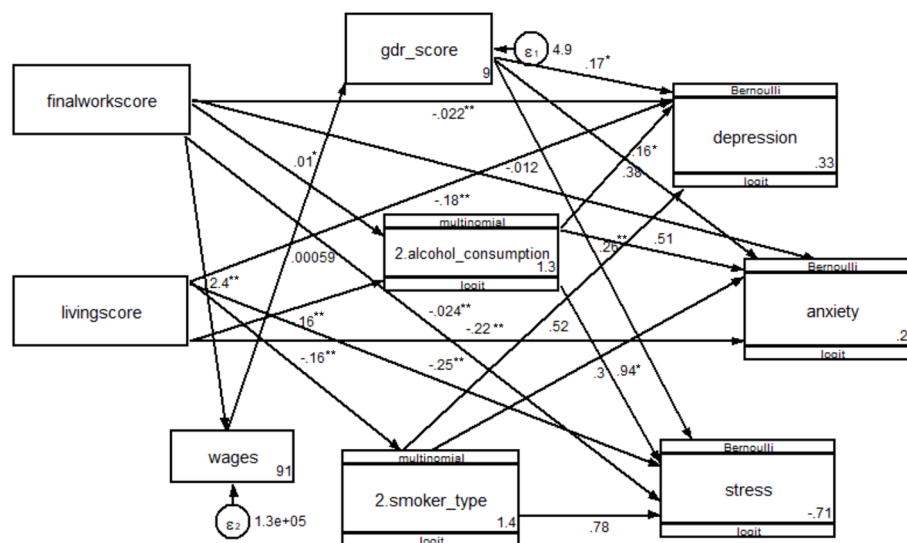 gdr_score
9
ε₁
4.9
.17*
finalworkscore
-.022**
Bernoulli
depression
.33
logit
.01*
-.012
.16*
.38
-.18**
multinomial
2.alcohol_consumption
1.3
logit
.26**
.51
.00059
Bernoulli
anxiety
.2
logit
livingscore
2.4**
.16**
-.024**
-.22**
.52
-.16**
-.25**
.3
.94*
wages
91
multinomial
2.smoker_type
1.4
logit
Bernoulli
stress
-.71
logit
ε₂
1.3e+05
.78